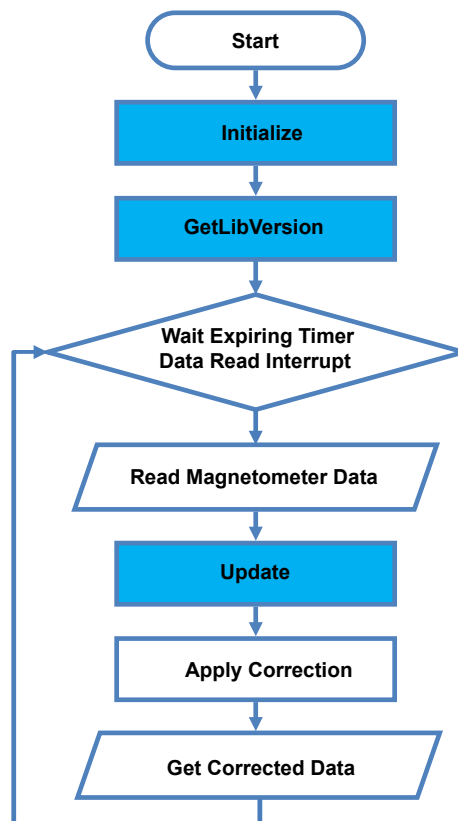 Start
Initialize
GetLibVersion
Wait Expiring Timer
Data Read Interrupt
Read Magnetometer Data
Update
Apply Correction
Get Corrected Data